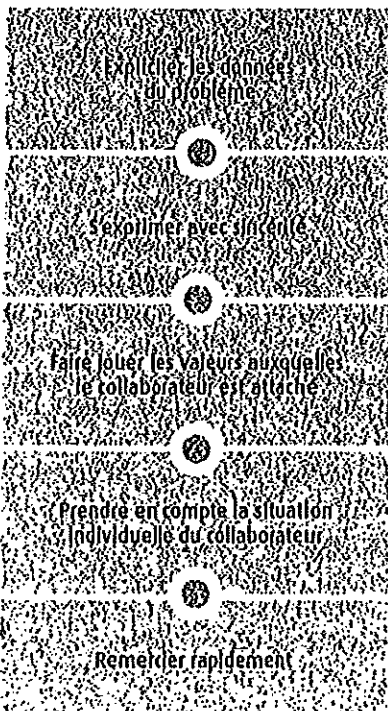 Expliciter les données
du problème
S'exprimer avec sincérité
Faire jouer les valeurs auxquelles
le collaborateur est attaché
Prendre en compte la situation
individuelle du collaborateur
Remercier rapidement